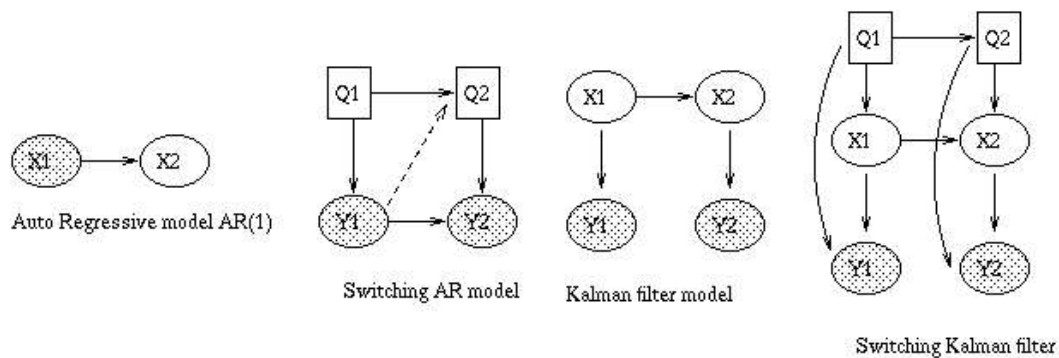 X1
X2
Auto Regressive model AR(1)
Q1
Q2
Y1
Y2
Switching AR model
X1
X2
Y1
Y2
Kalman filter model
Q1
Q2
X1
X2
Y1
Y2
Switching Kalman filter